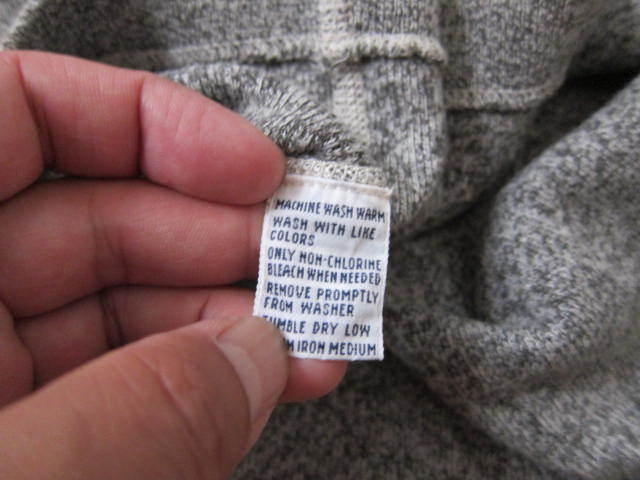 MACHINE WASH WARM
WASH WITH LIKE
COLORS
ONLY NON-CHLORINE
BLEACH WHEN NEEDED
REMOVE PROMPTLY
FROM WASHER
TUMBLE DRY LOW
IRON MEDIUM